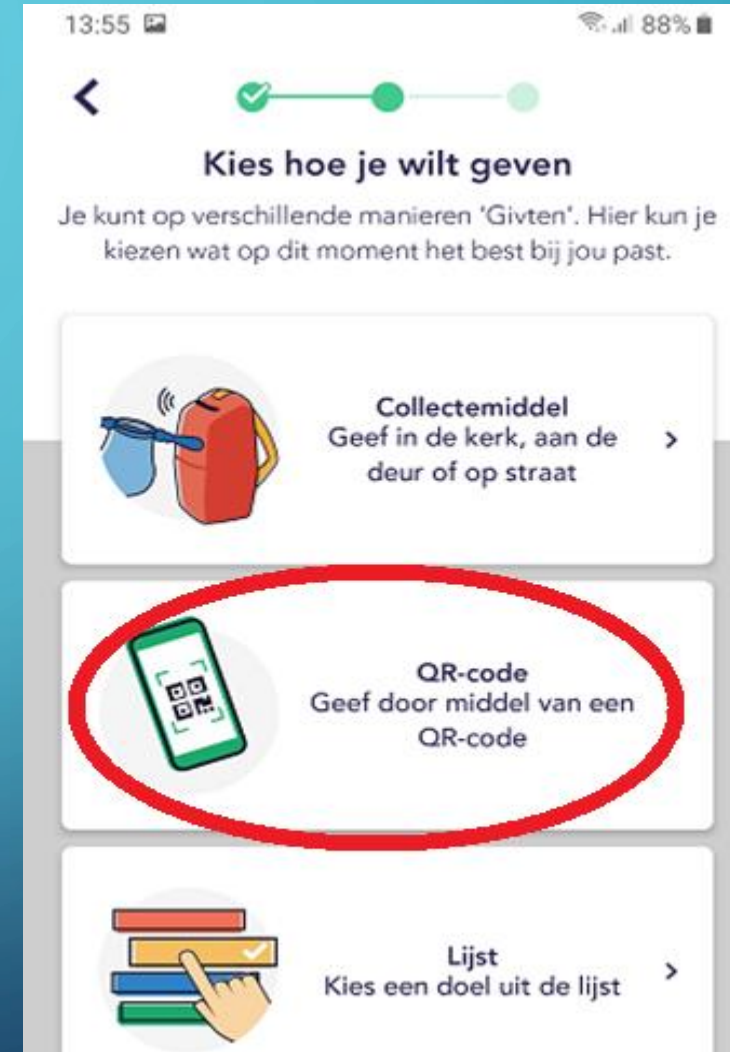 13:55 88%
Kies hoe je wilt geven
Je kunt op verschillende manieren 'Givten'. Hier kun je
kiezen wat op dit moment het best bij jou past.
Collectemiddel
Geef in de kerk, aan de
deur of op straat
QR-code
Geef door middel van een
QR-code
Lijst
Kies een doel uit de lijst